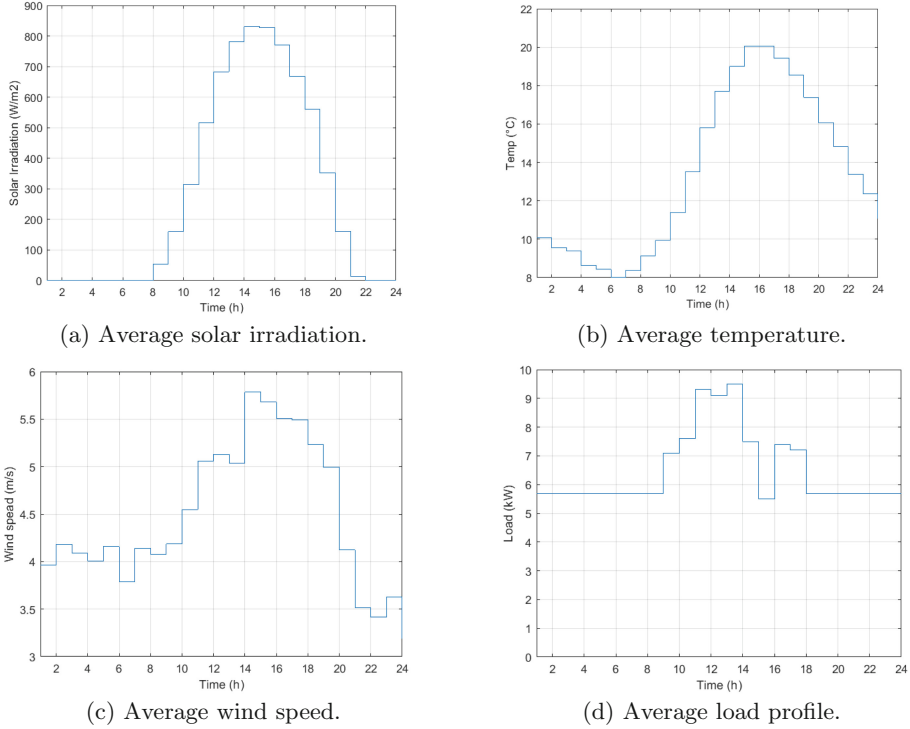 900
800
700
600
500
400
300
200
100
0
Solar Irradiation (W/m2)
2 4 6 8 10 12 14 16 18 20 22 24
Time (h)
(a) Average solar irradiation.
22
20
18
16
14
12
10
8
Temp (°C)
2 4 6 8 10 12 14 16 18 20 22 24
Time (h)
(b) Average temperature.
6
5.5
5
4.5
4
3.5
3
Wind spead (m/s)
2 4 6 8 10 12 14 16 18 20 22 24
Time (h)
(c) Average wind speed.
10
9
8
7
6
5
4
3
2
1
0
Load (kW)
2 4 6 8 10 12 14 16 18 20 22 24
Time (h)
(d) Average load profile.